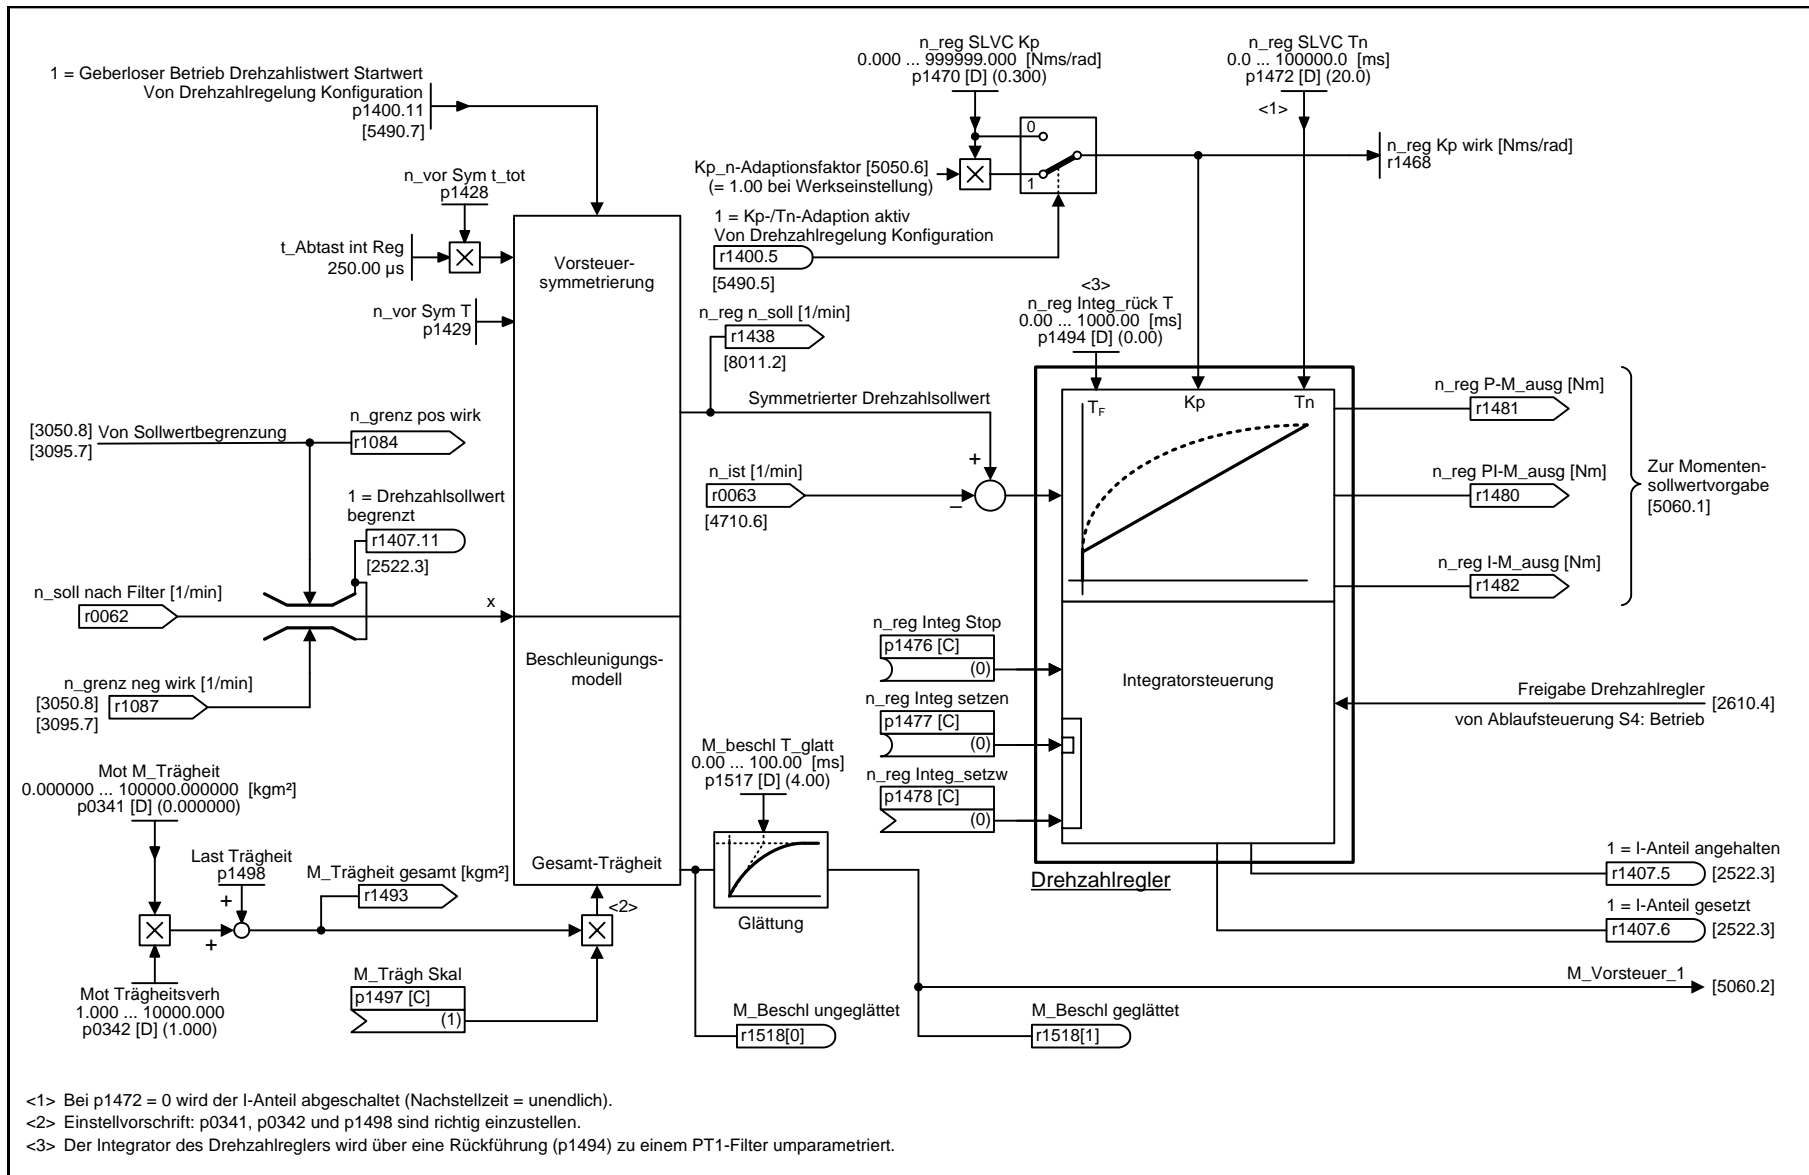 n_reg SLVC Kp
0.000 ... 999999.000 [Nms/rad]
p1470 [D] (0.300)
n_reg SLVC Tn
0.0 ... 100000.0 [ms]
p1472 [D] (20.0)
<1>
1 = Geberloser Betrieb Drehzahlistwert Startwert
Von Drehzahlregelung Konfiguration
p1400.11
[5490.7]
0
1
Kp_n-Adaptionsfaktor [5050.6]
(= 1.00 bei Werkseinstellung)
n_reg Kp wirk [Nms/rad]
r1468
n_vor Sym t_tot
p1428
t_Abtast int Reg
250.00 µs
1 = Kp-/Tn-Adaption aktiv
Von Drehzahlregelung Konfiguration
r1400.5
[5490.5]
Vorsteuer-
symmetrierung
n_vor Sym T
p1429
<3>
n_reg Integ_rück T
0.00 ... 1000.00 [ms]
p1494 [D] (0.00)
n_reg n_soll [1/min]
r1438
[8011.2]
Symmetrierter Drehzahlsollwert
TF
Kp
Tn
n_reg P-M_ausg [Nm]
r1481
n_grenz pos wirk
[3050.8] Von Sollwertbegrenzung
[3095.7]
r1084
+
n_ist [1/min]
r0063
[4710.6]
–
n_reg PI-M_ausg [Nm]
r1480
Zur Momenten-
sollwertvorgabe
[5060.1]
1 = Drehzahlsollwert
begrenzt
r1407.11
[2522.3]
n_reg I-M_ausg [Nm]
r1482
n_soll nach Filter [1/min]
r0062
x
n_reg Integ Stop
p1476 [C]
(0)
Beschleunigungs-
modell
Integratorsteuerung
n_grenz neg wirk [1/min]
[3050.8]
r1087
[3095.7]
n_reg Integ setzen
p1477 [C]
(0)
Freigabe Drehzahlregler
[2610.4]
von Ablaufsteuerung S4: Betrieb
M_beschl T_glatt
0.00 ... 100.00 [ms]
p1517 [D] (4.00)
n_reg Integ_setzw
p1478 [C]
(0)
Mot M_Trägheit
0.000000 ... 100000.000000 [kgm²]
p0341 [D] (0.000000)
Last Trägheit
p1498
+
+
M_Trägheit gesamt [kgm²]
r1493
Gesamt-Trägheit
<2>
Glättung
Drehzahlregler
1 = I-Anteil angehalten
r1407.5
[2522.3]
1 = I-Anteil gesetzt
r1407.6
[2522.3]
Mot Trägheitsverh
1.000 ... 10000.000
p0342 [D] (1.000)
M_Trägh Skal
p1497 [C]
(1)
M_Vorsteuer_1
[5060.2]
M_Beschl ungeglättet
r1518[0]
M_Beschl geglättet
r1518[1]
<1> Bei p1472 = 0 wird der I-Anteil abgeschaltet (Nachstellzeit = unendlich).
<2> Einstellvorschrift: p0341, p0342 und p1498 sind richtig einzustellen.
<3> Der Integrator des Drehzahlreglers wird über eine Rückführung (p1494) zu einem PT1-Filter umparametriert.